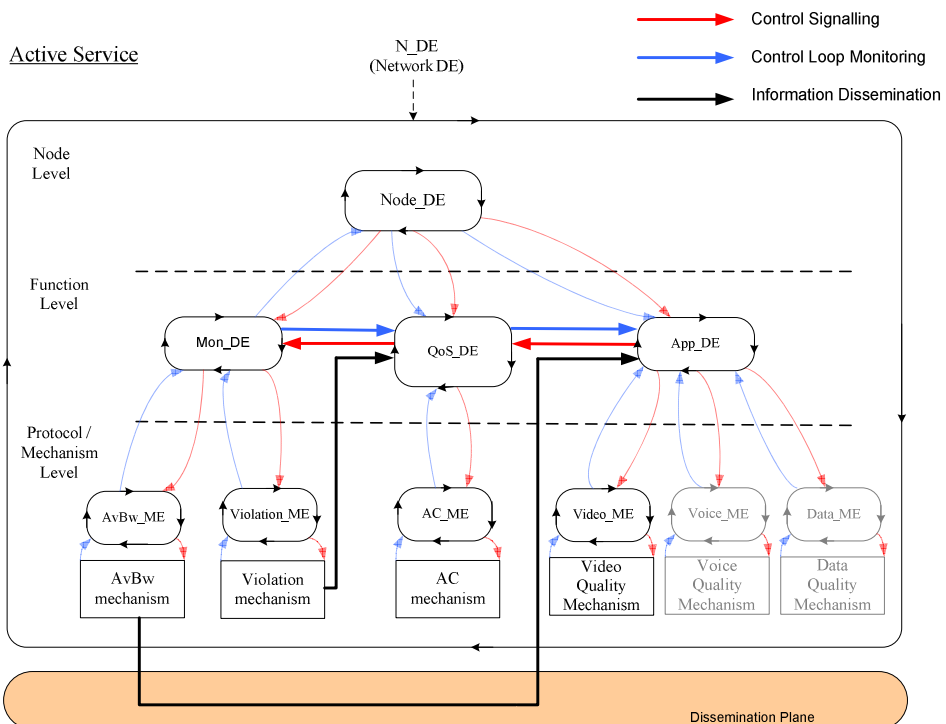 Active Service
N_DE
(Network DE)
Control Signalling
Control Loop Monitoring
Information Dissemination
Node
Level
Node_DE
Function
Level
Mon_DE
QoS_DE
App_DE
Protocol /
Mechanism
Level
AvBw_ME
Violation_ME
AC_ME
Video_ME
Voice_ME
Data_ME
AvBw
mechanism
Violation
mechanism
AC
mechanism
Video
Quality
Mechanism
Voice
Quality
Mechanism
Data
Quality
Mechanism
Dissemination Plane